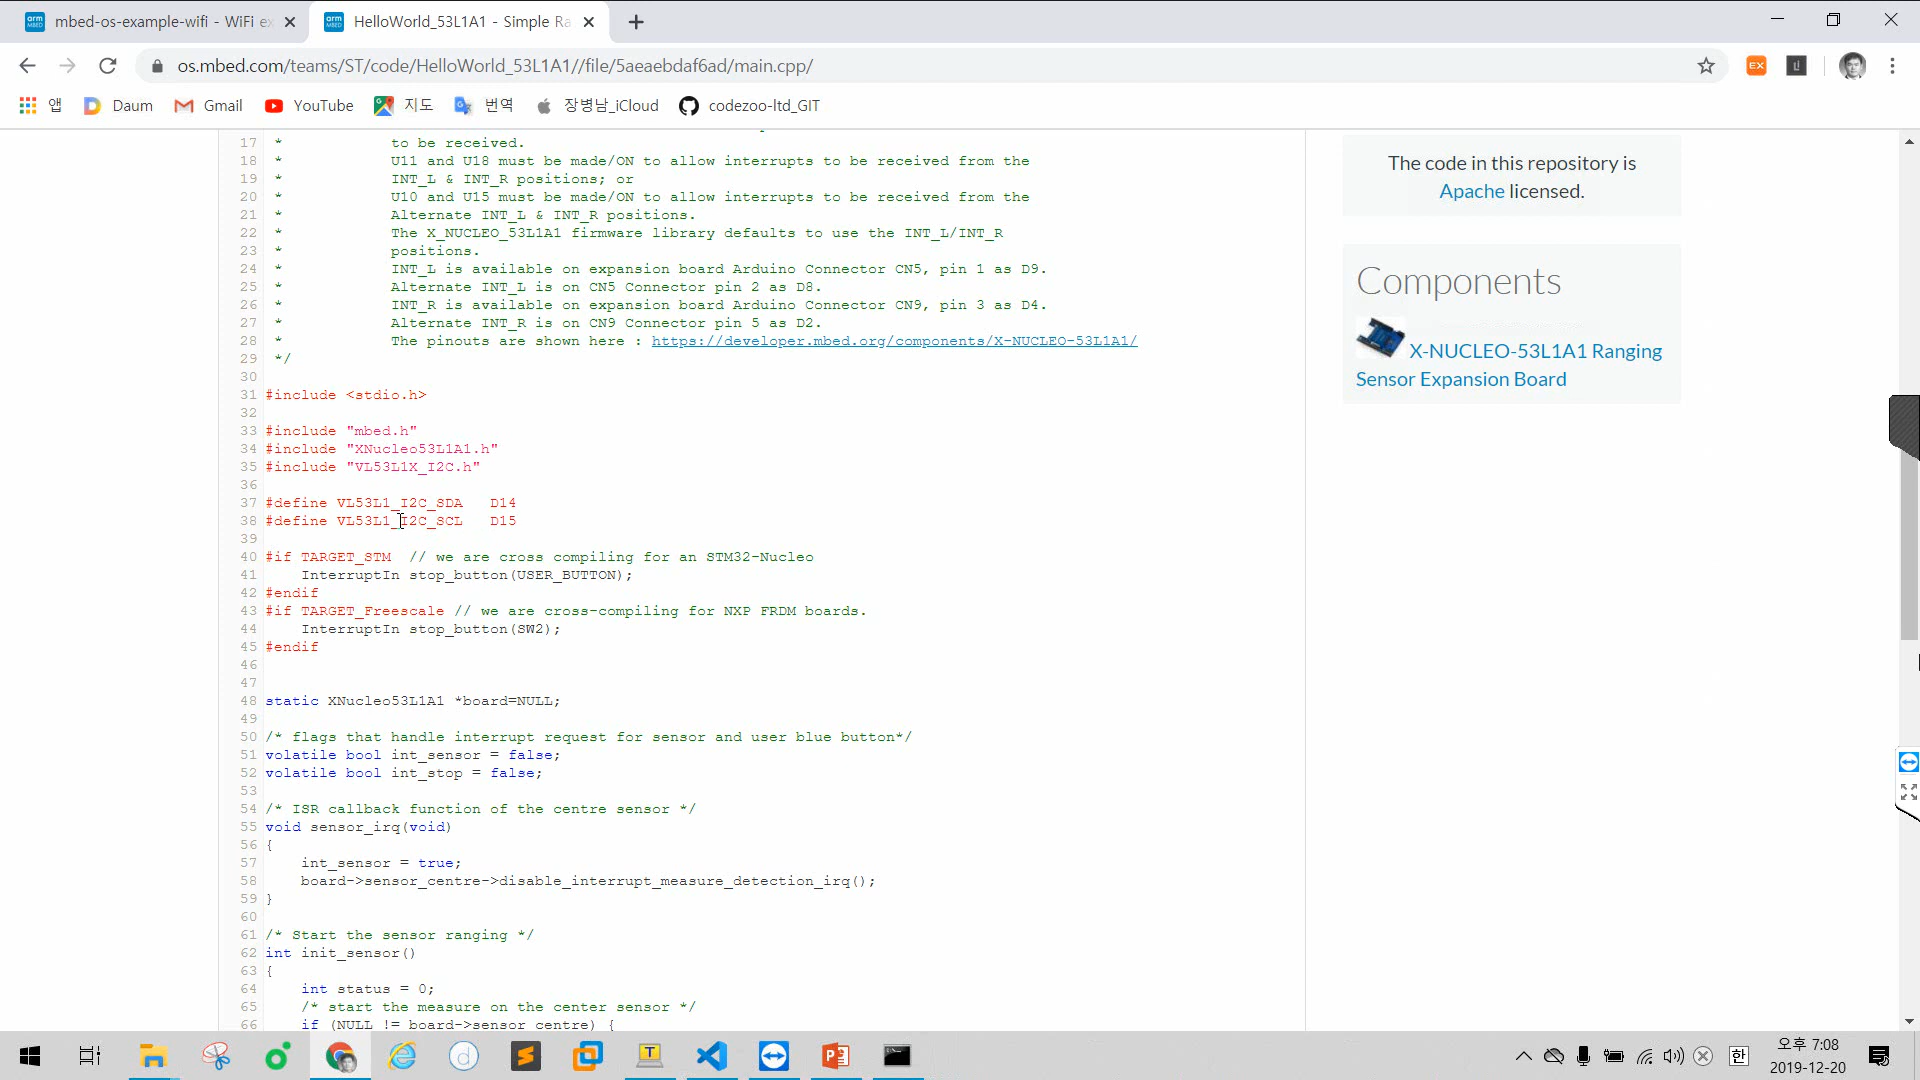 mbed-os-example-wifi - WiFi ex
HelloWorld_53L1A1 - Simple Ra
os.mbed.com/teams/ST/code/HelloWorld_53L1A1//file/5aeaebdaf6ad/main.cpp/
앱 Daum Gmail YouTube 지도 번역 장병남_iCloud codezoo-ltd_GIT
17 * to be received.
18 * U11 and U18 must be made/ON to allow interrupts to be received from the
19 * INT_L & INT_R positions; or
20 * U10 and U15 must be made/ON to allow interrupts to be received from the
21 * Alternate INT_L & INT_R positions.
22 * The X_NUCLEO_53L1A1 firmware library defaults to use the INT_L/INT_R
23 * positions.
24 * INT_L is available on expansion board Arduino Connector CN5, pin 1 as D9.
25 * Alternate INT_L is on CN5 Connector pin 2 as D8.
26 * INT_R is available on expansion board Arduino Connector CN9, pin 3 as D4.
27 * Alternate INT_R is on CN9 Connector pin 5 as D2.
28 * The pinouts are shown here : https://developer.mbed.org/components/X-NUCLEO-53L1A1/
29 */
30
31 #include <stdio.h>
32
33 #include "mbed.h"
34 #include "XNucleo53L1A1.h"
35 #include "VL53L1X_I2C.h"
36
37 #define VL53L1_I2C_SDA D14
38 #define VL53L1_I2C_SCL D15
39
40 #if TARGET_STM // we are cross compiling for an STM32-Nucleo
41 InterruptIn stop_button(USER_BUTTON);
42 #endif
43 #if TARGET_Freescale // we are cross-compiling for NXP FRDM boards.
44 InterruptIn stop_button(SW2);
45 #endif
46
47
48 static XNucleo53L1A1 *board=NULL;
49
50 /* flags that handle interrupt request for sensor and user blue button*/
51 volatile bool int_sensor = false;
52 volatile bool int_stop = false;
53
54 /* ISR callback function of the centre sensor */
55 void sensor_irq(void)
56 {
57 int_sensor = true;
58 board->sensor_centre->disable_interrupt_measure_detection_irq();
59 }
60
61 /* Start the sensor ranging */
62 int init_sensor()
63 {
64 int status = 0;
65 /* start the measure on the center sensor */
66 if (NULL != board->sensor_centre) {
The code in this repository is
Apache licensed.
Components
X-NUCLEO-53L1A1 Ranging
Sensor Expansion Board
한
오후 7:08
2019-12-20